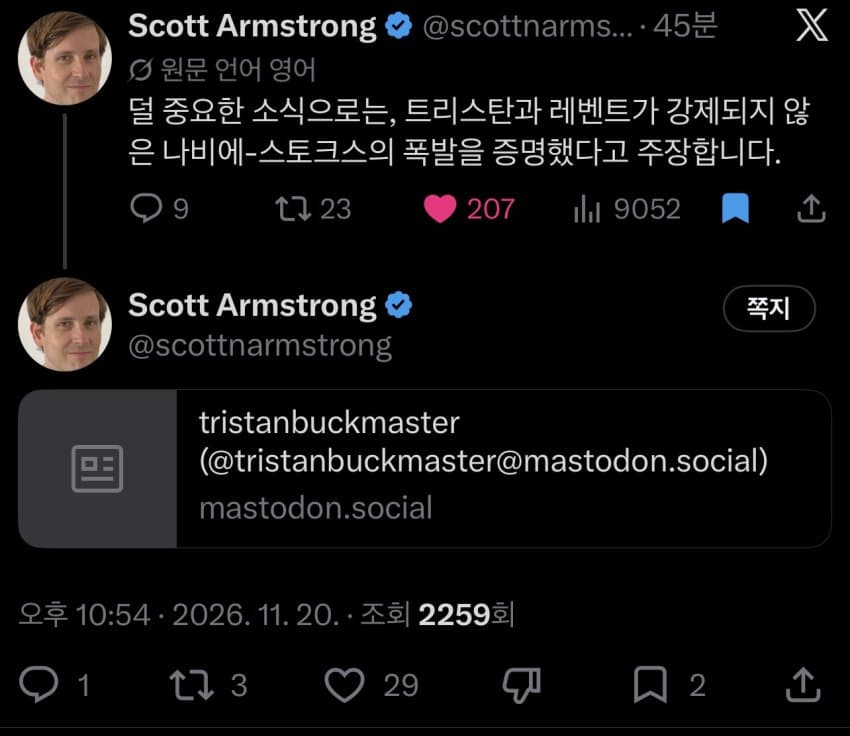 Scott Armstrong @scottnarms... · 45분
원문 언어 영어
덜 중요한 소식으로는, 트리스탄과 레벤트가 강제되지 않
은 나비에-스토크스의 폭발을 증명했다고 주장합니다.
9 23 207 9052
Scott Armstrong
@scottnarmstrong
쪽지
tristanbuckmaster
(@tristanbuckmaster@mastodon.social)
mastodon.social
오후 10:54 · 2026. 11. 20. · 조회 2259회
1 3 29 2